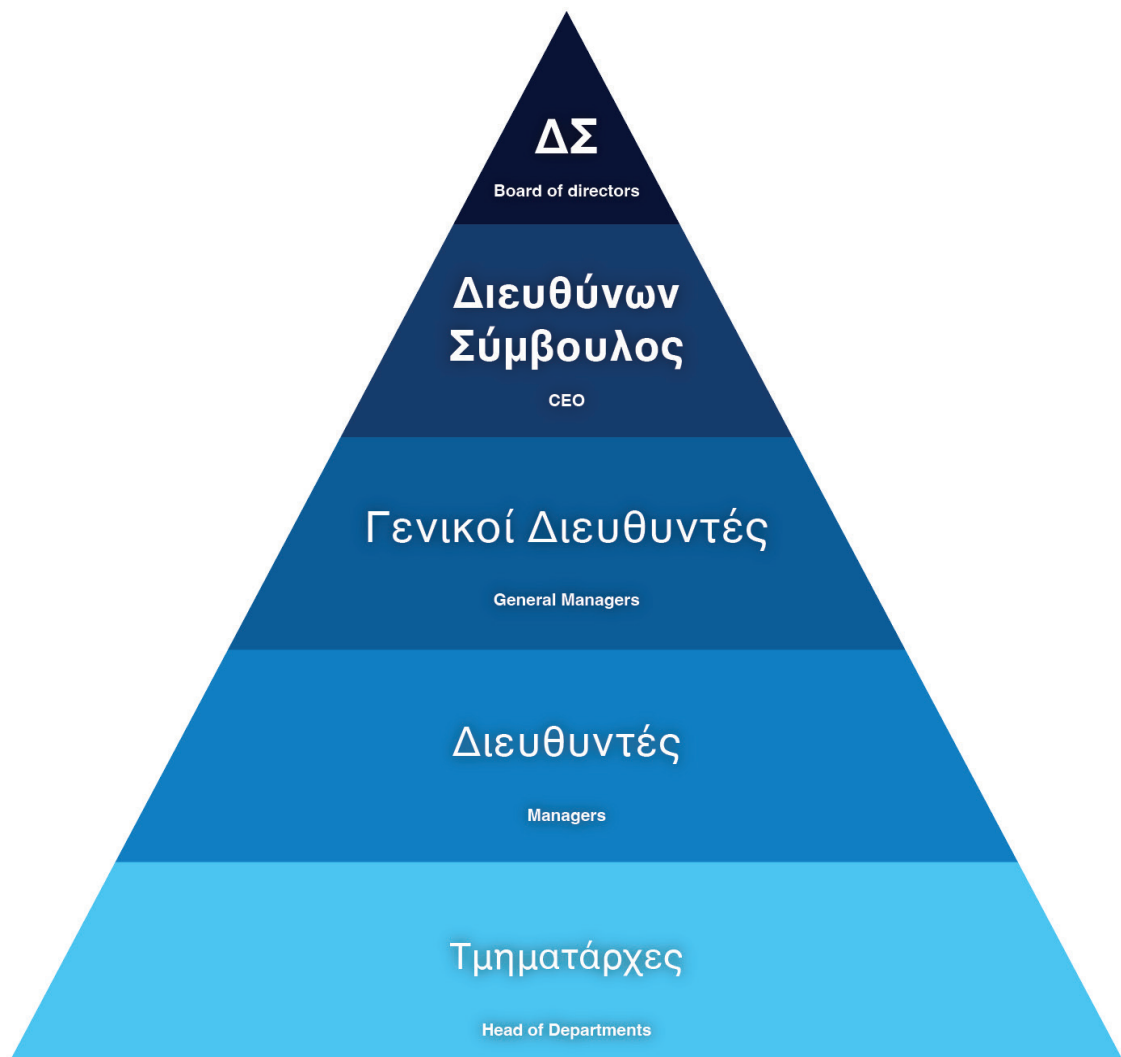 ΔΣ
Board of directors
Διευθύνων
Σύμβουλος
CEO
Γενικοί Διευθυντές
General Managers
Διευθυντές
Managers
Τμηματάρχες
Head of Departments